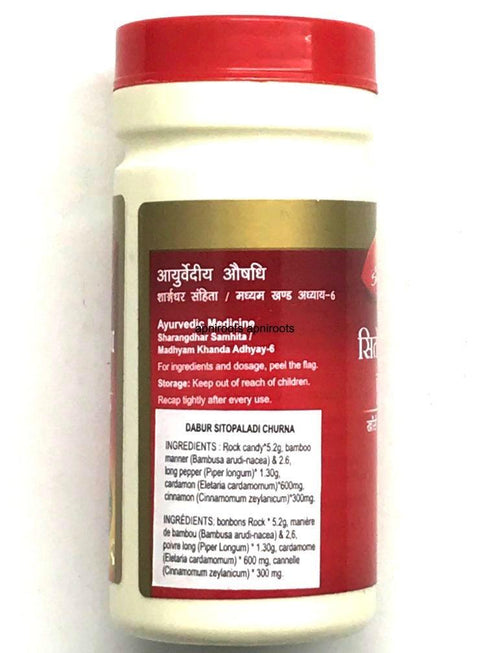 आयुर्वेदीय औषधि
शार्ङ्गधर संहिता / मध्यम खण्ड अध्याय-6
Ayurvedic Medicine
apniroots apniroots
Sharangdhar Samhita /
Madhyam Khanda Adhyay-6
For ingredients and dosage, peel the flag.
Storage: Keep out of reach of children.
Recap tightly after every use.
DABUR SITOPALADI CHURNA
INGREDIENTS : Rock candy*5.2g, bamboo
manner (Bambusa arudi-nacea) & 2.6,
long pepper (Piper longum)* 1.30g,
cardamon (Eletaria cardamomum)*600mg,
cinnamon (Cinnamomum zeylanicum)*300mg.
INGRÉDIENTS, bonbons Rock * 5.2g, manière
de bambou (Bambusa arudi-nacea) & 2.6,
poivre long (Piper Longum) * 1.30g, cardamome
(Eletaria cardamomum) * 600 mg, cannelle
(Cinnamomum zeylanicum) * 300 mg.